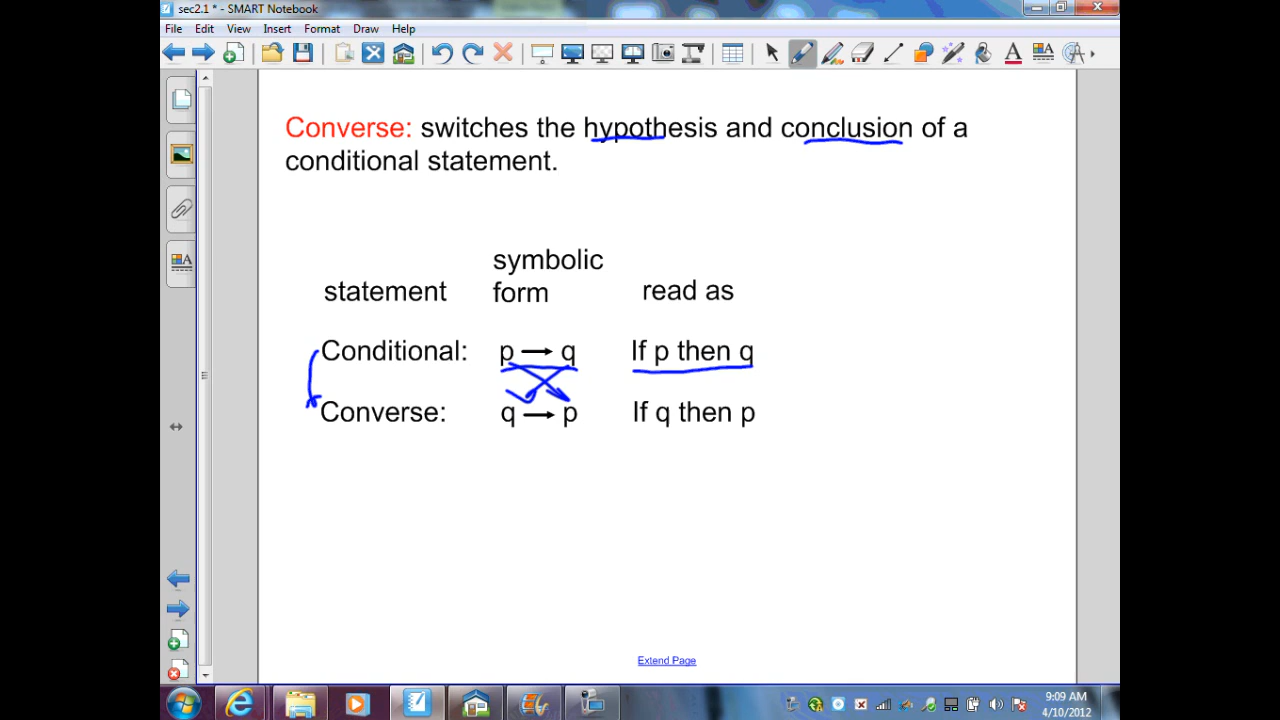 sec2.1 * - SMART Notebook
File Edit View Insert Format Draw Help
Converse: switches the hypothesis and conclusion of a
conditional statement.
symbolic
statement form read as
Conditional: p → q If p then q
Converse: q → p If q then p
Extend Page
9:09 AM
4/10/2012